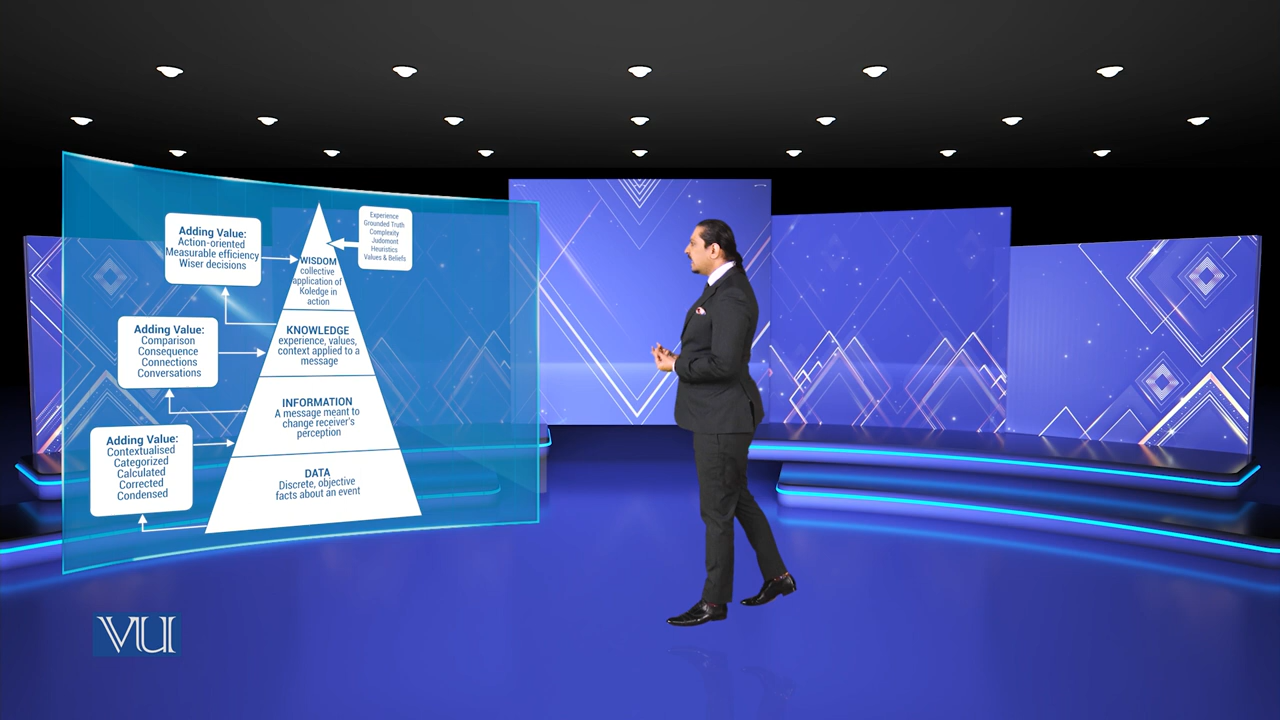 Adding Value:
Action-oriented
Measurable efficiency
Wiser decisions
Experience
Grounded Truth
Complexity
Judomont
Heuristics
Values & Beliefs
WISDOM
collective
application of
Koledge in
action
Adding Value:
Comparison
Consequence
Connections
Conversations
KNOWLEDGE
experience, values,
context applied to a
message
INFORMATION
A message meant to
change receiver's
perception
Adding Value:
Contextualised
Categorized
Calculated
Corrected
Condensed
DATA
Discrete, objective
facts about an event
VU